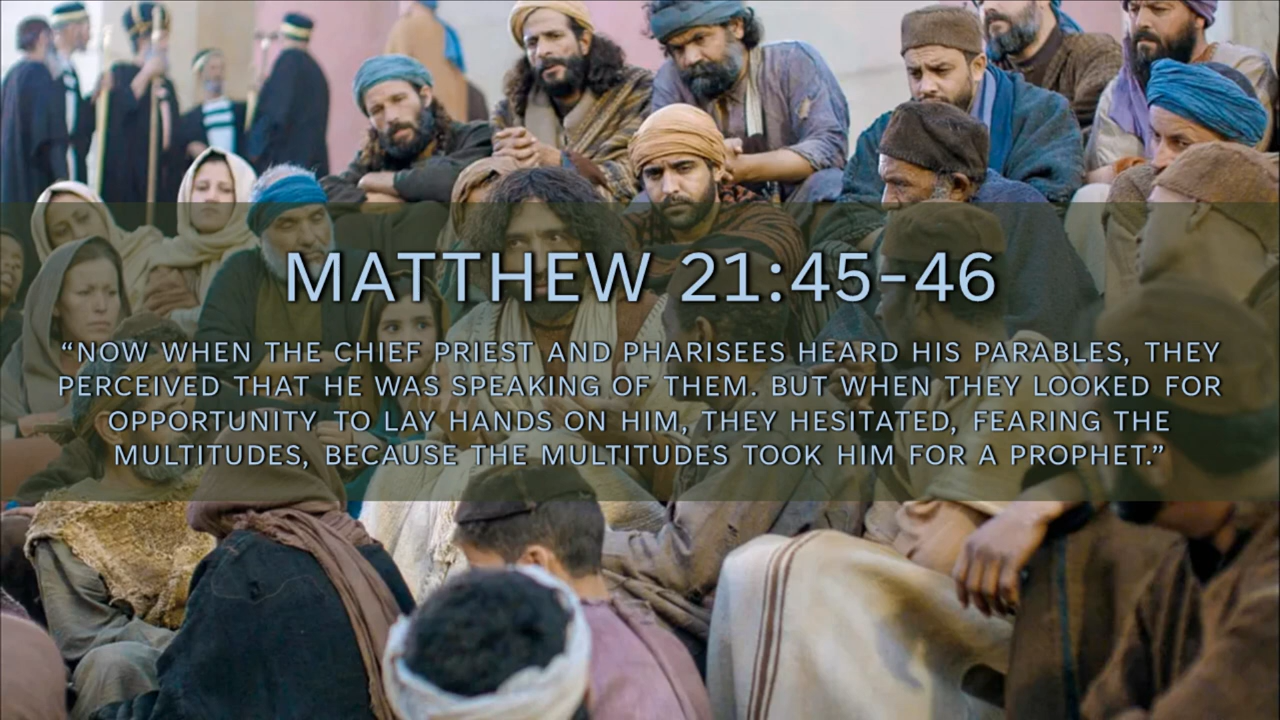 MATTHEW 21:45-46
“NOW WHEN THE CHIEF PRIEST AND PHARISEES HEARD HIS PARABLES, THEY
PERCEIVED THAT HE WAS SPEAKING OF THEM. BUT WHEN THEY LOOKED FOR
OPPORTUNITY TO LAY HANDS ON HIM, THEY HESITATED, FEARING THE
MULTITUDES, BECAUSE THE MULTITUDES TOOK HIM FOR A PROPHET.”